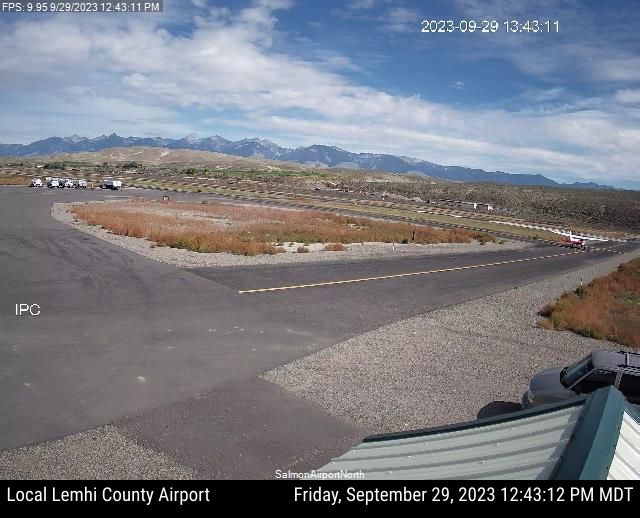 FPS: 9.95 9/29/2023 12:43:11 PM
2023-09-29 13:43:11
IPC
SalmonAirportNorth
Local Lemhi County Airport
Friday, September 29, 2023 12:43:12 PM MDT